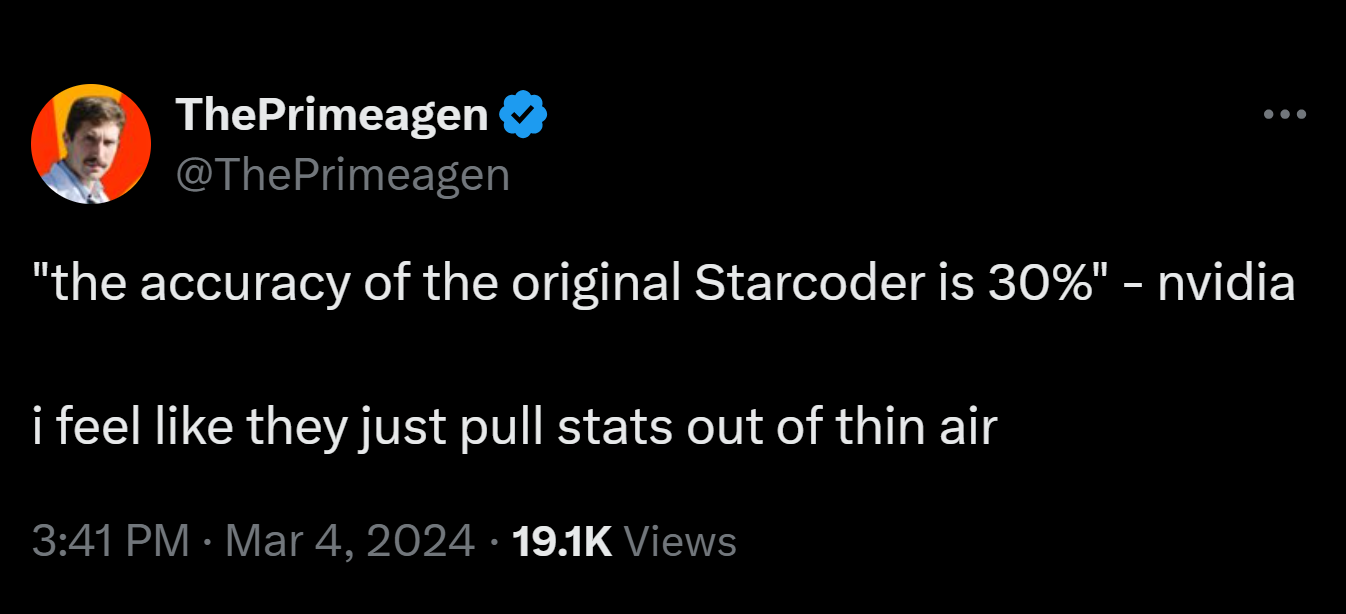 ThePrimeagen
@ThePrimeagen
"the accuracy of the original Starcoder is 30%" - nvidia
i feel like they just pull stats out of thin air
3:41 PM · Mar 4, 2024 · 19.1K Views